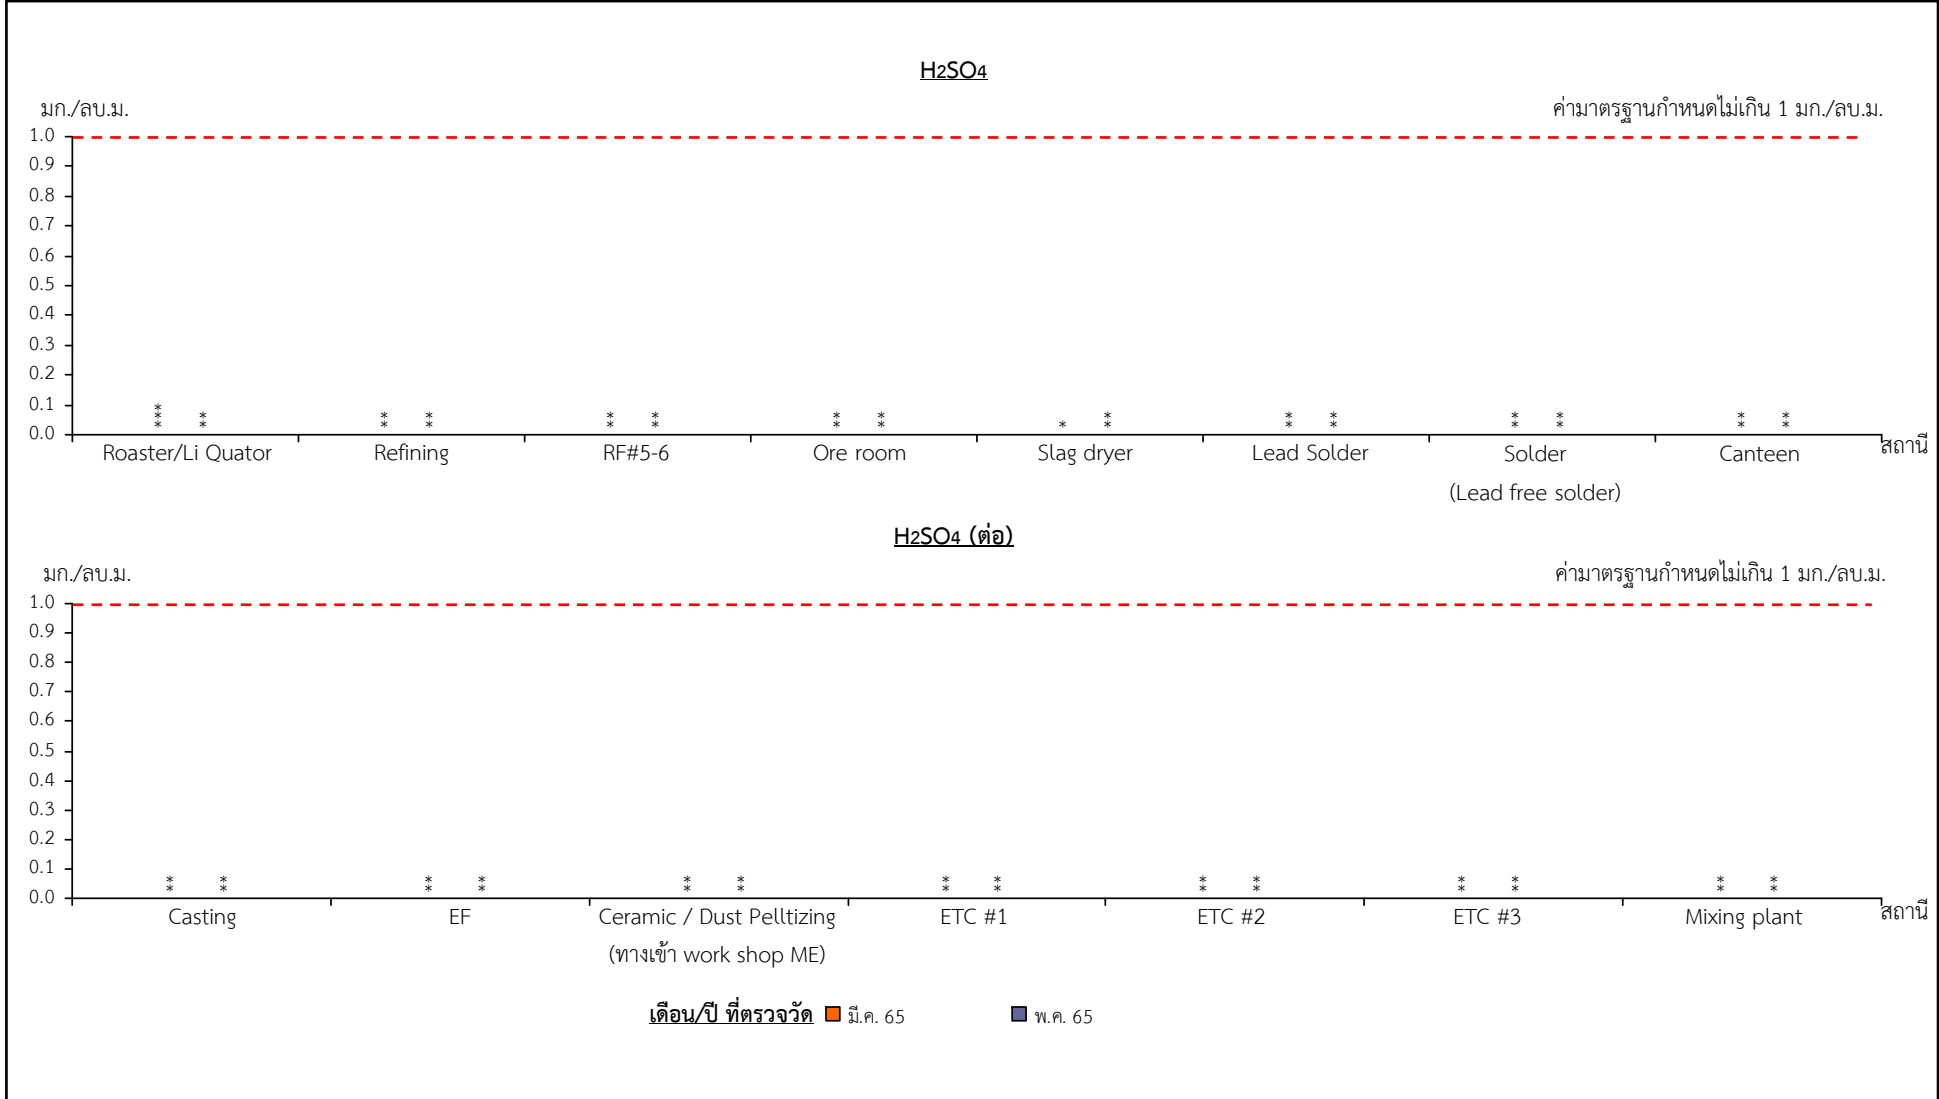 H2SO4
มก./ลบ.ม. ค่ามาตรฐานกำหนดไม่เกิน 1 มก./ลบ.ม.
1.0
0.9
0.8
0.7
0.6
0.5
0.4
0.3
0.2
0.1
0.0
*** ** ** ** ** ** ** ** * ** ** ** ** ** ** **
Roaster/Li Quator Refining RF#5-6 Ore room Slag dryer Lead Solder Solder Canteen สถานี
(Lead free solder)
H2SO4 (ต่อ)
มก./ลบ.ม. ค่ามาตรฐานกำหนดไม่เกิน 1 มก./ลบ.ม.
1.0
0.9
0.8
0.7
0.6
0.5
0.4
0.3
0.2
0.1
0.0
** ** ** ** ** ** ** ** ** ** ** ** ** **
Casting EF Ceramic / Dust Pelltizing ETC #1 ETC #2 ETC #3 Mixing plant สถานี
(ทางเข้า work shop ME)
เดือน/ปี ที่ตรวจวัด มี.ค. 65 พ.ค. 65